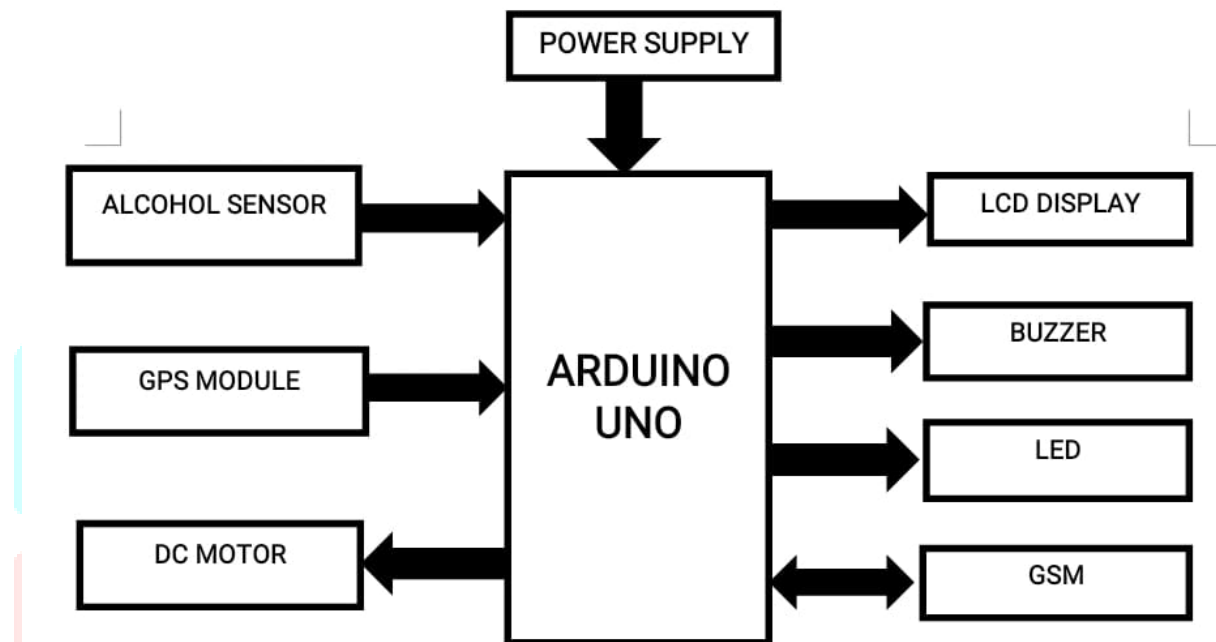 POWER SUPPLY
ALCOHOL SENSOR
LCD DISPLAY
GPS MODULE
ARDUINO
UNO
BUZZER
LED
DC MOTOR
GSM